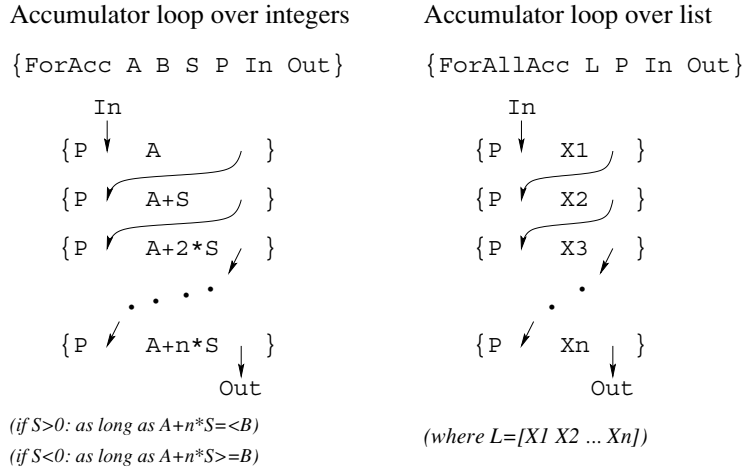 Accumulator loop over integers
{ForAcc A B S P In Out}
In
{P A }
{P A+S }
{P A+2*S }
{P A+n*S }
Out
(if S>0: as long as A+n*S=<B)
(if S<0: as long as A+n*S>=B)
Accumulator loop over list
{ForAllAcc L P In Out}
In
{P X1 }
{P X2 }
{P X3 }
{P Xn }
Out
(where L=[X1 X2 ... Xn])